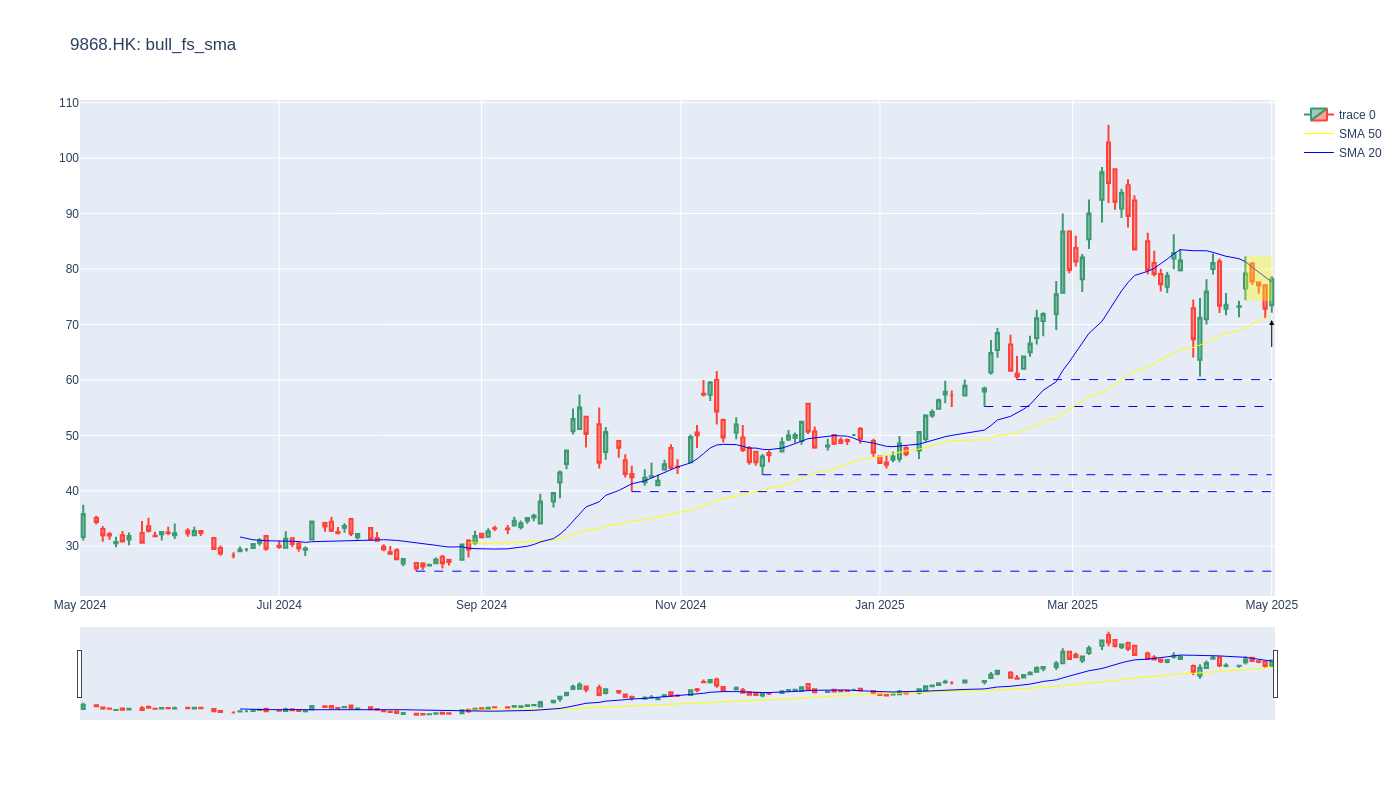 9868.HK: bull_fs_sma
110
100
90
80
70
60
50
40
30
May 2024
Jul 2024
Sep 2024
Nov 2024
Jan 2025
Mar 2025
May 2025
trace 0
SMA 50
SMA 20